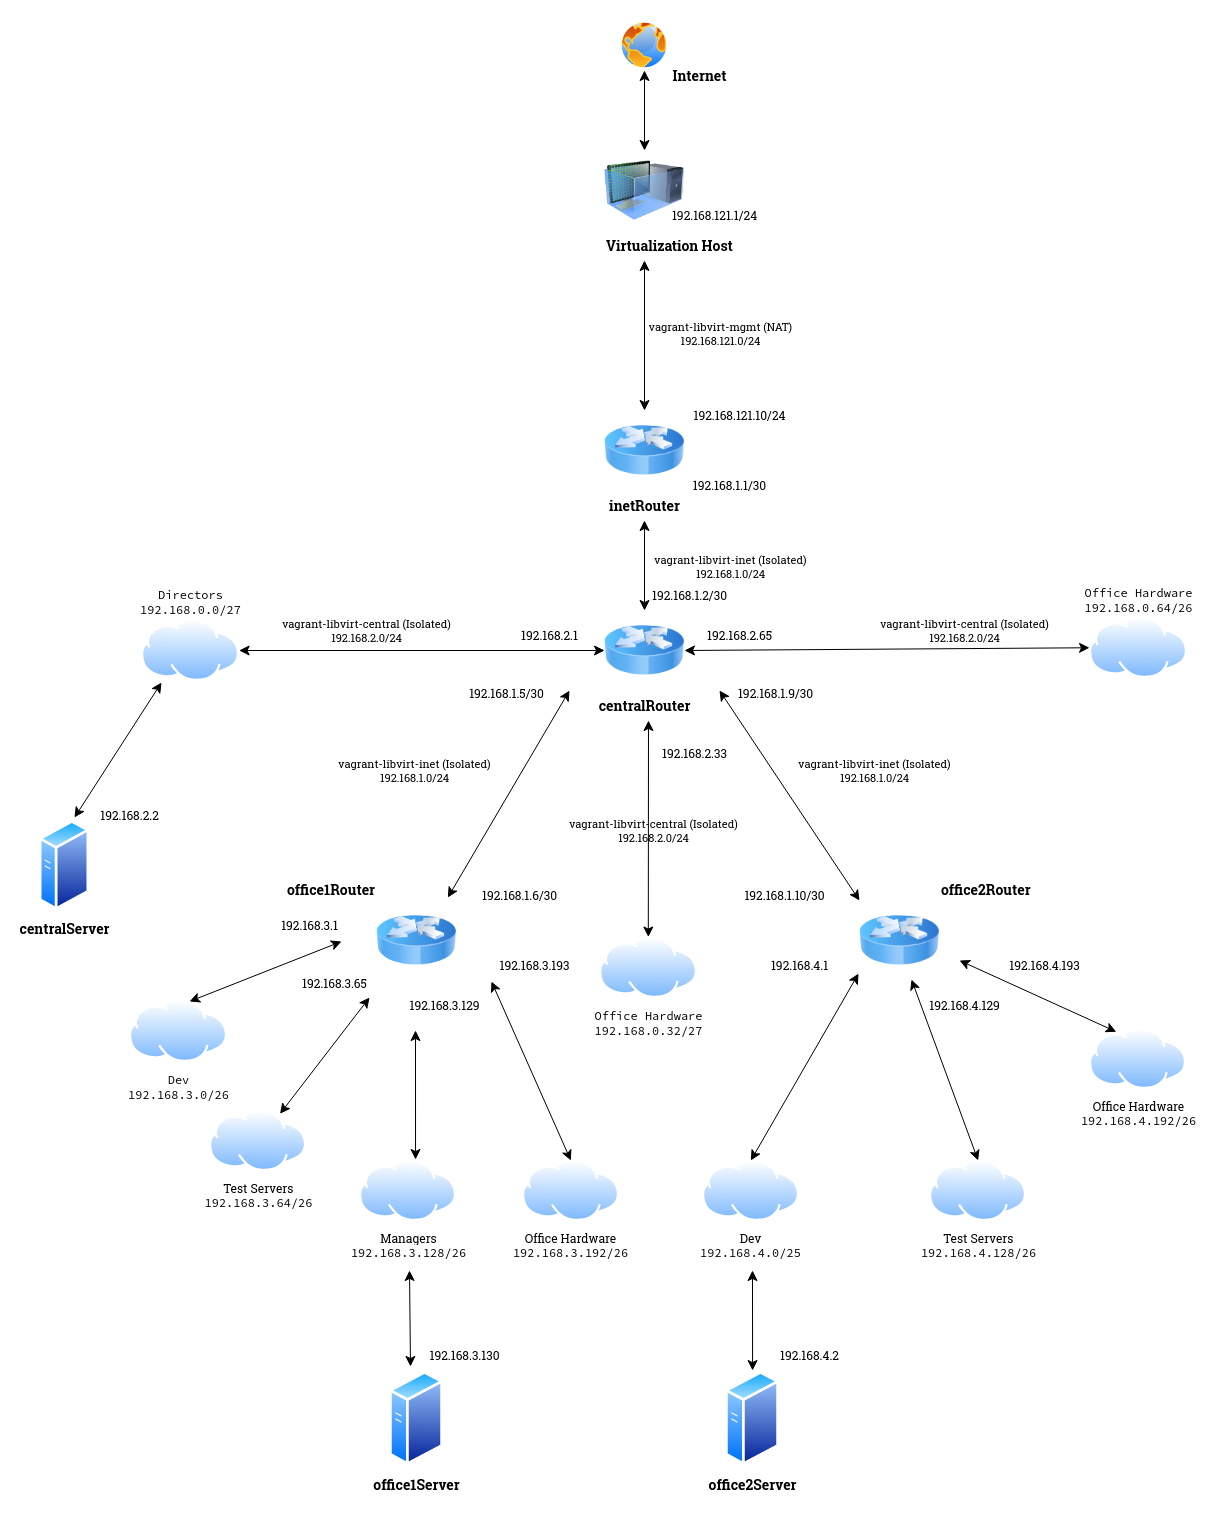 Internet
192.168.121.1/24
Virtualization Host
vagrant-libvirt-mgmt (NAT)
192.168.121.0/24
192.168.121.10/24
192.168.1.1/30
inetRouter
vagrant-libvirt-inet (Isolated)
192.168.1.0/24
192.168.1.2/30
Directors
192.168.0.0/27
vagrant-libvirt-central (Isolated)
192.168.2.0/24
192.168.2.1
192.168.2.65
vagrant-libvirt-central (Isolated)
192.168.2.0/24
Office Hardware
192.168.0.64/26
192.168.1.5/30
centralRouter
192.168.1.9/30
192.168.2.33
vagrant-libvirt-inet (Isolated)
192.168.1.0/24
vagrant-libvirt-inet (Isolated)
192.168.1.0/24
192.168.2.2
vagrant-libvirt-central (Isolated)
192.168.2.0/24
centralServer
office1Router
192.168.1.6/30
192.168.1.10/30
office2Router
192.168.3.1
192.168.3.65
192.168.3.129
192.168.3.193
192.168.4.1
192.168.4.129
192.168.4.193
Office Hardware
192.168.0.32/27
Dev
192.168.3.0/26
Office Hardware
192.168.4.192/26
Test Servers
192.168.3.64/26
Managers
192.168.3.128/26
Office Hardware
192.168.3.192/26
Dev
192.168.4.0/25
Test Servers
192.168.4.128/26
192.168.3.130
192.168.4.2
office1Server
office2Server